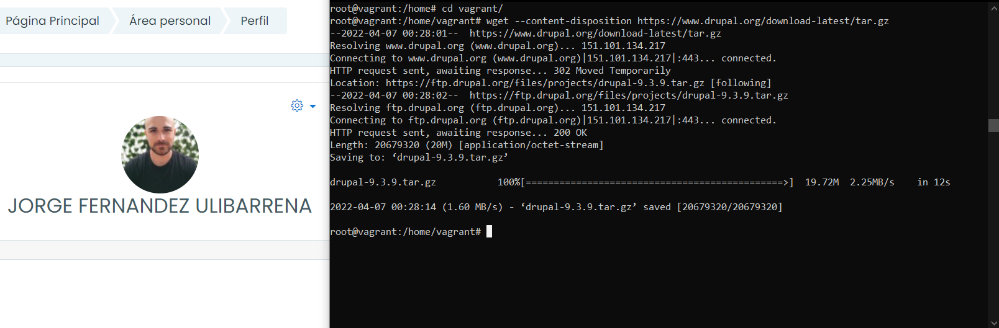 Página Principal
Área personal
Perfil
JORGE FERNANDEZ ULIBARRENA
root@vagrant:/home# cd vagrant/
root@vagrant:/home/vagrant# wget --content-disposition https://www.drupal.org/download-latest/tar.gz
--2022-04-07 00:28:01--  https://www.drupal.org/download-latest/tar.gz
Resolving www.drupal.org (www.drupal.org)... 151.101.134.217
Connecting to www.drupal.org (www.drupal.org)|151.101.134.217|:443... connected.
HTTP request sent, awaiting response... 302 Moved Temporarily
Location: https://ftp.drupal.org/files/projects/drupal-9.3.9.tar.gz [following]
--2022-04-07 00:28:02--  https://ftp.drupal.org/files/projects/drupal-9.3.9.tar.gz
Resolving ftp.drupal.org (ftp.drupal.org)... 151.101.134.217
Connecting to ftp.drupal.org (ftp.drupal.org)|151.101.134.217|:443... connected.
HTTP request sent, awaiting response... 200 OK
Length: 20679320 (20M) [application/octet-stream]
Saving to: ‘drupal-9.3.9.tar.gz’
drupal-9.3.9.tar.gz           100%[==============================================>]  19.72M  2.25MB/s    in 12s
2022-04-07 00:28:14 (1.60 MB/s) - ‘drupal-9.3.9.tar.gz’ saved [20679320/20679320]
root@vagrant:/home/vagrant#